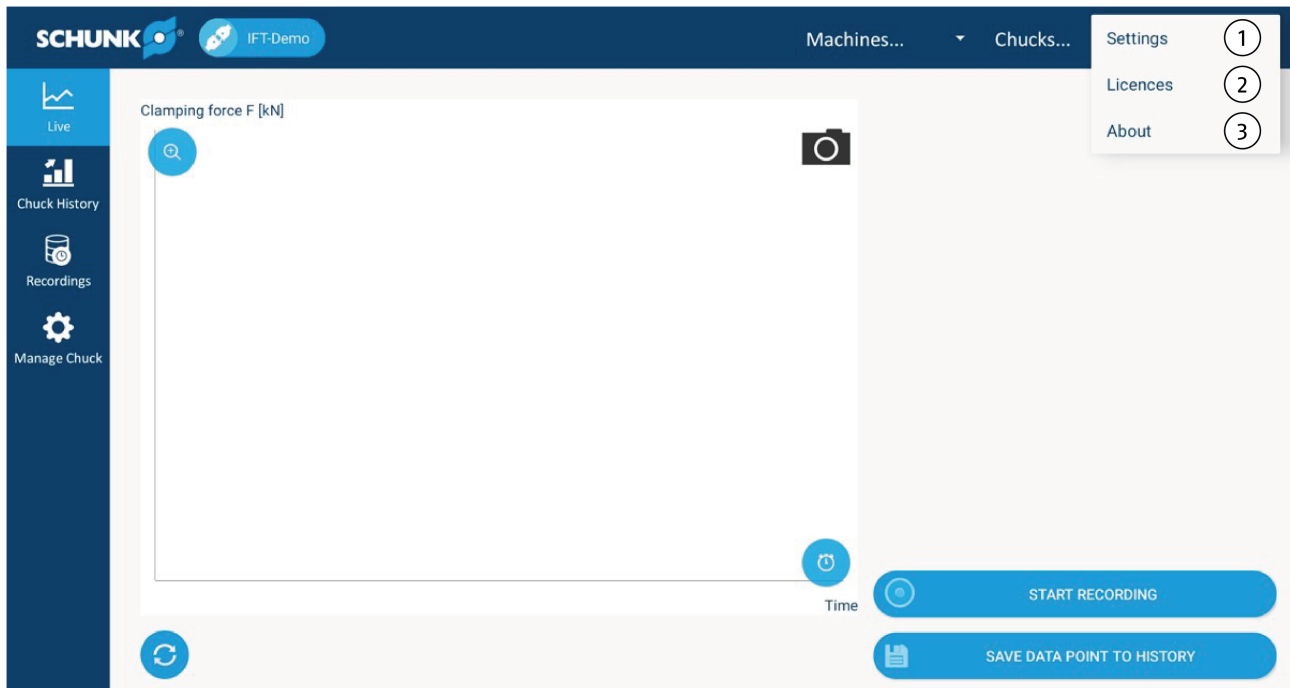 SCHUNK ® IFT-Demo Machines... Chucks... Settings 1
Licences 2
About 3
Live
Chuck History
Recordings
Manage Chuck
Clamping force F [kN]
Time
START RECORDING
SAVE DATA POINT TO HISTORY